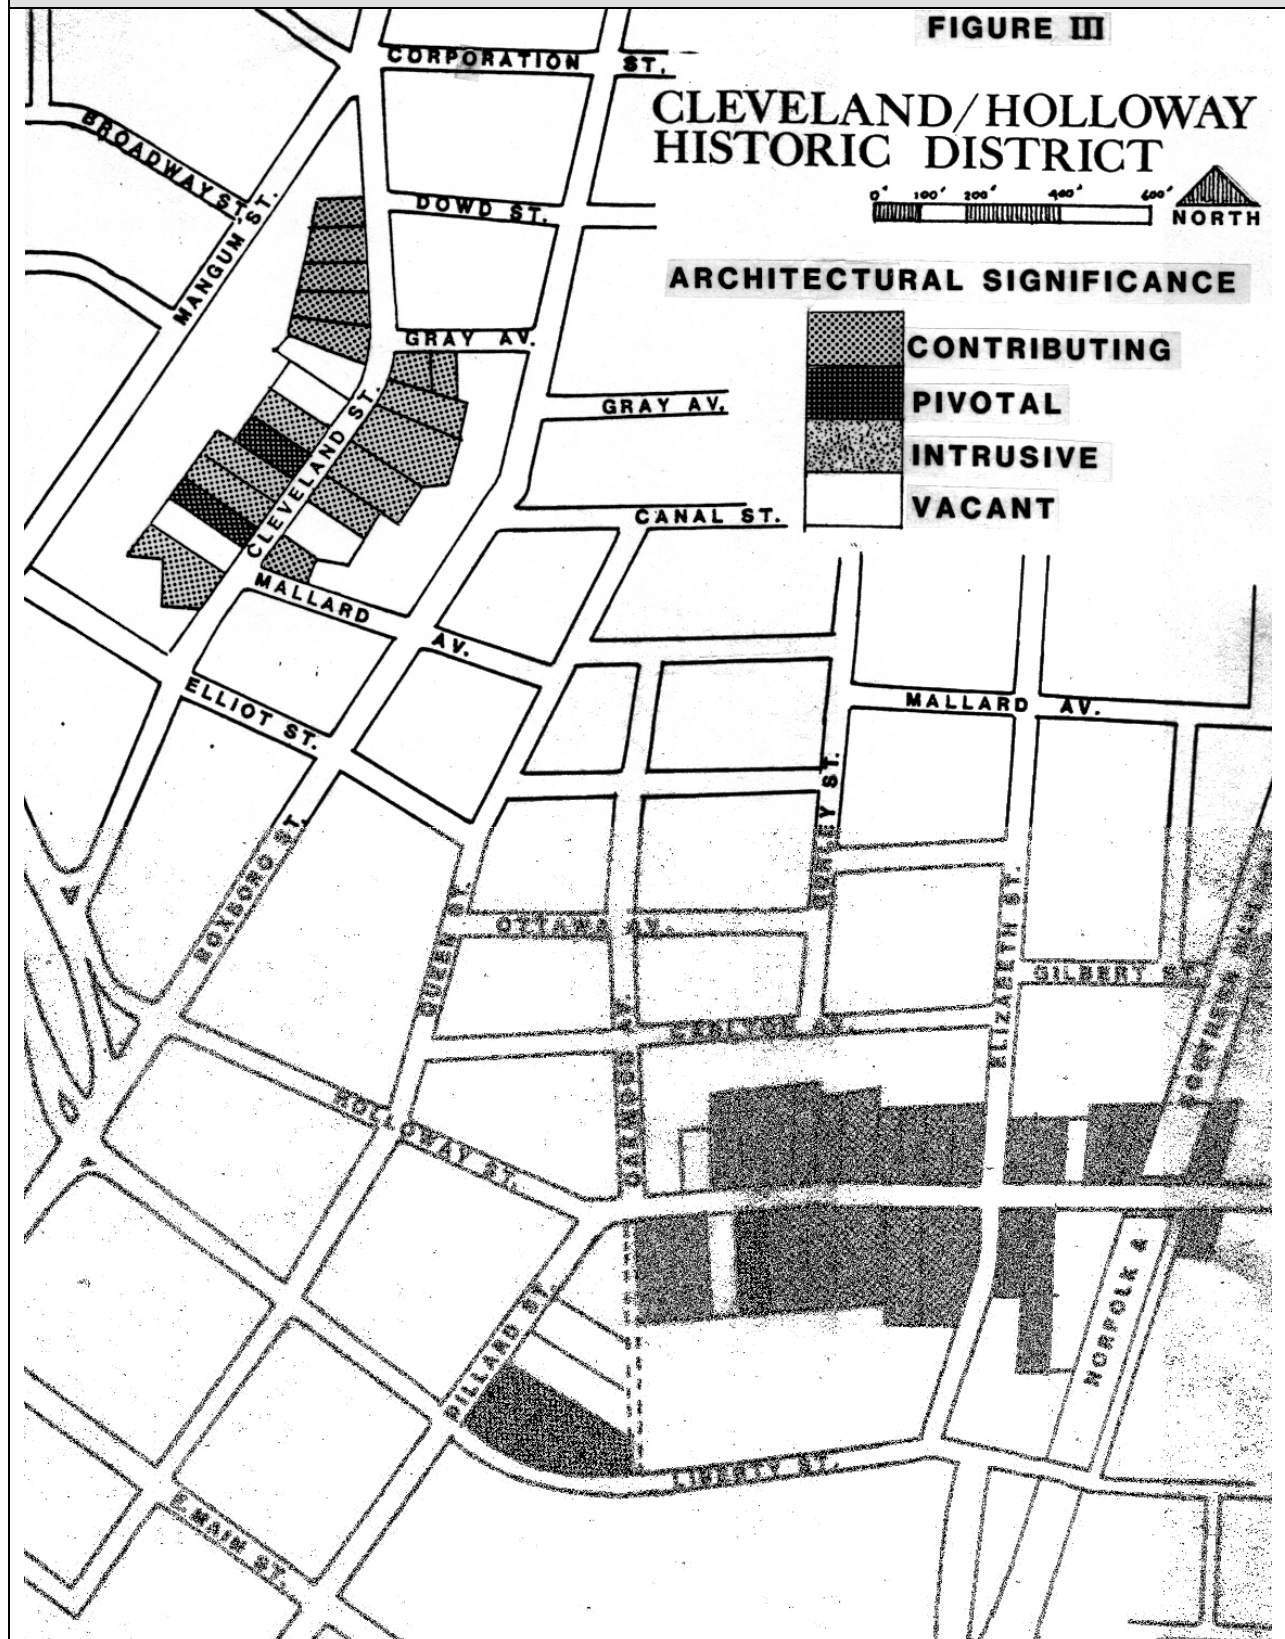 FIGURE III
CLEVELAND/HOLLOWAY
HISTORIC DISTRICT
0' 100' 200' 400' 600'
NORTH
ARCHITECTURAL SIGNIFICANCE
CONTRIBUTING
PIVOTAL
INTRUSIVE
VACANT
CORPORATION ST.
BROADWAY ST.
MANGUM ST.
DOWD ST.
GRAY AV.
GRAY AV.
CLEVELAND ST.
CANAL ST.
MALLARD AV.
ELLIOT ST.
MALLARD AV.
ROXBORO ST.
QUEEN ST.
OTTAWA AV.
ELIZABETH ST.
GILBERT ST.
OAKWOOD AV.
HOLLOWAY ST.
DILLARD ST.
NORFOLK &
LIBERTY ST.
E. MAIN ST.